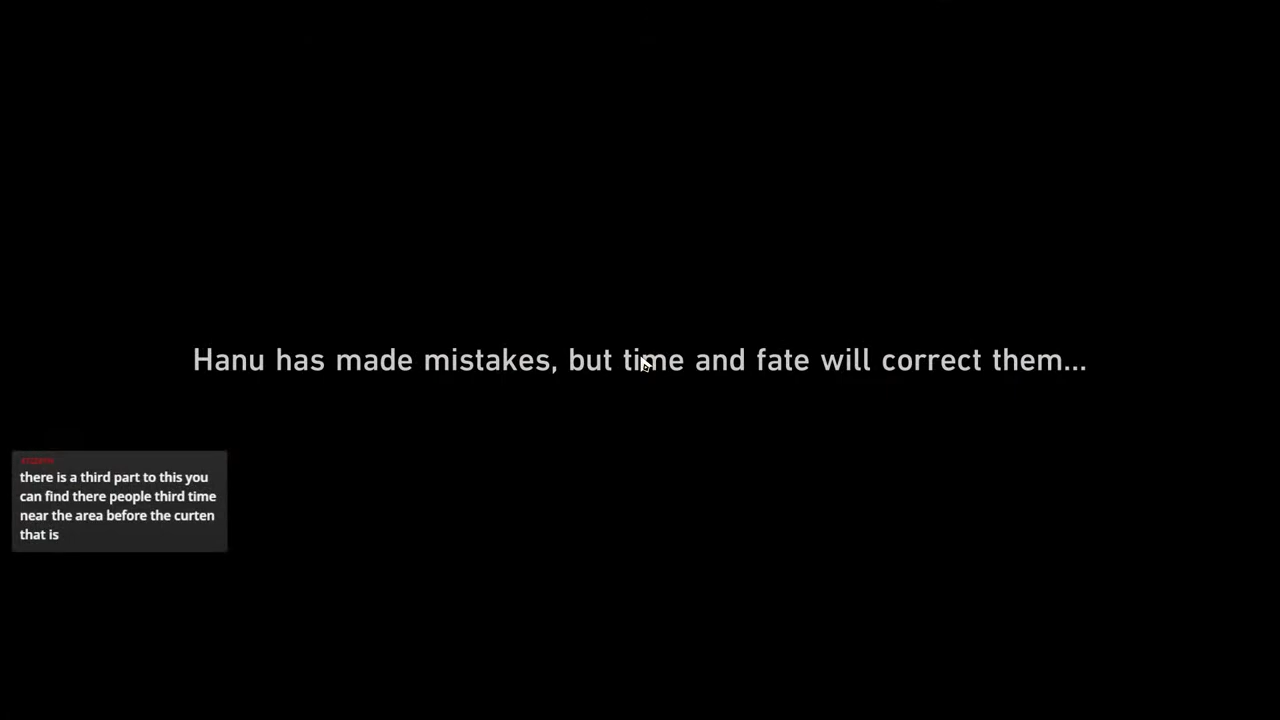 Hanu has made mistakes, but time and fate will correct them...
there is a third part to this you
can find there people third time
near the area before the curten
that is